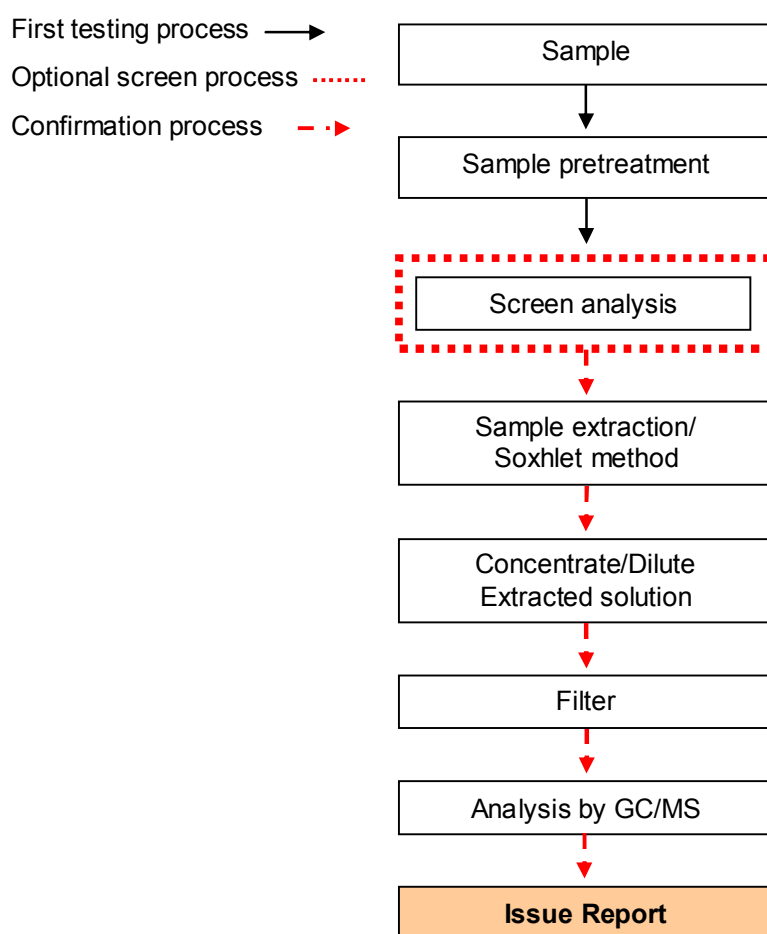 First testing process
Optional screen process
Confirmation process
Sample
Sample pretreatment
Screen analysis
Sample extraction/
Soxhlet method
Concentrate/Dilute
Extracted solution
Filter
Analysis by GC/MS
Issue Report